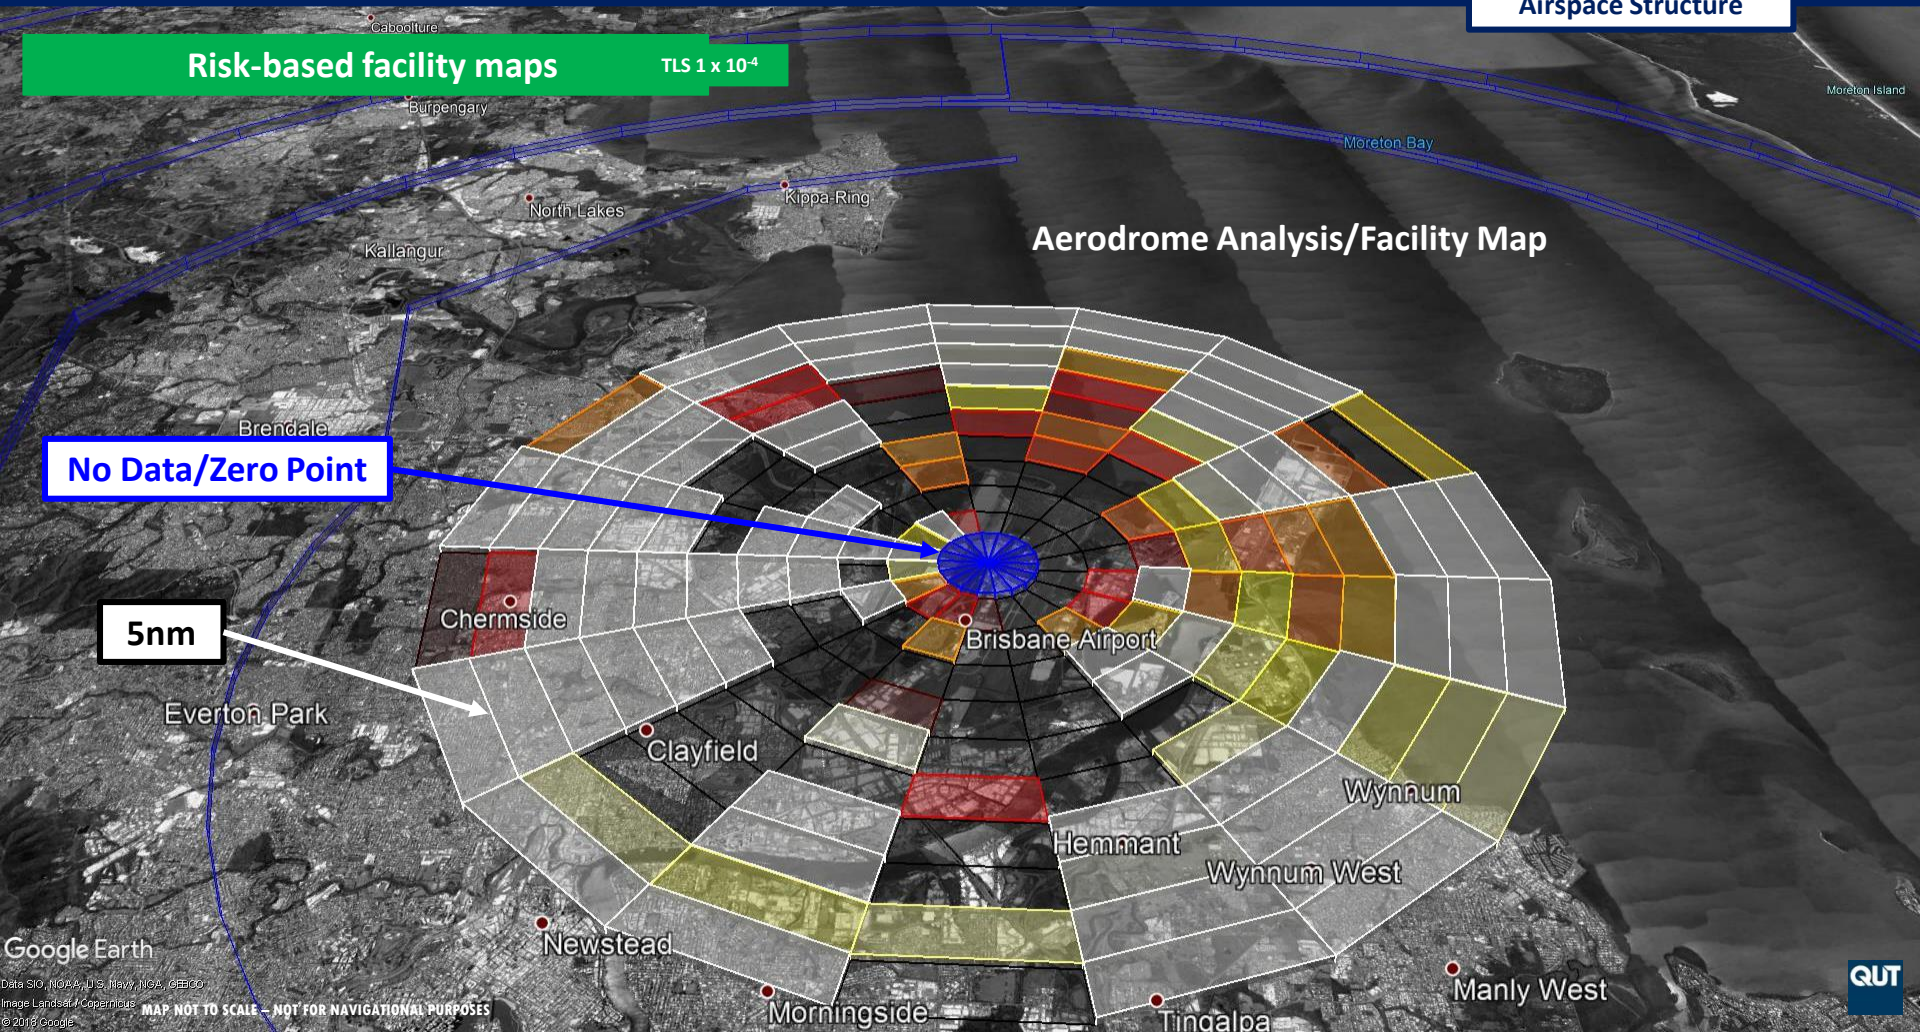 Airspace Structure
Caboolture
Risk-based facility maps
TLS 1 x 10⁻⁴
Moreton Island
Burpengary
Moreton Bay
Kippa-Ring
North Lakes
Aerodrome Analysis/Facility Map
Kallangur
Brendale
No Data/Zero Point
Chermside
5nm
Brisbane Airport
Everton Park
Clayfield
Wynnum
Hemmant
Wynnum West
Newstead
Google Earth
Data SIO, NOAA, U.S. Navy, NGA, GEBCO
Image Landsat / Copernicus
© 2018 Google
MAP NOT TO SCALE – NOT FOR NAVIGATIONAL PURPOSES
Morningside
Tingalpa
Manly West
QUT